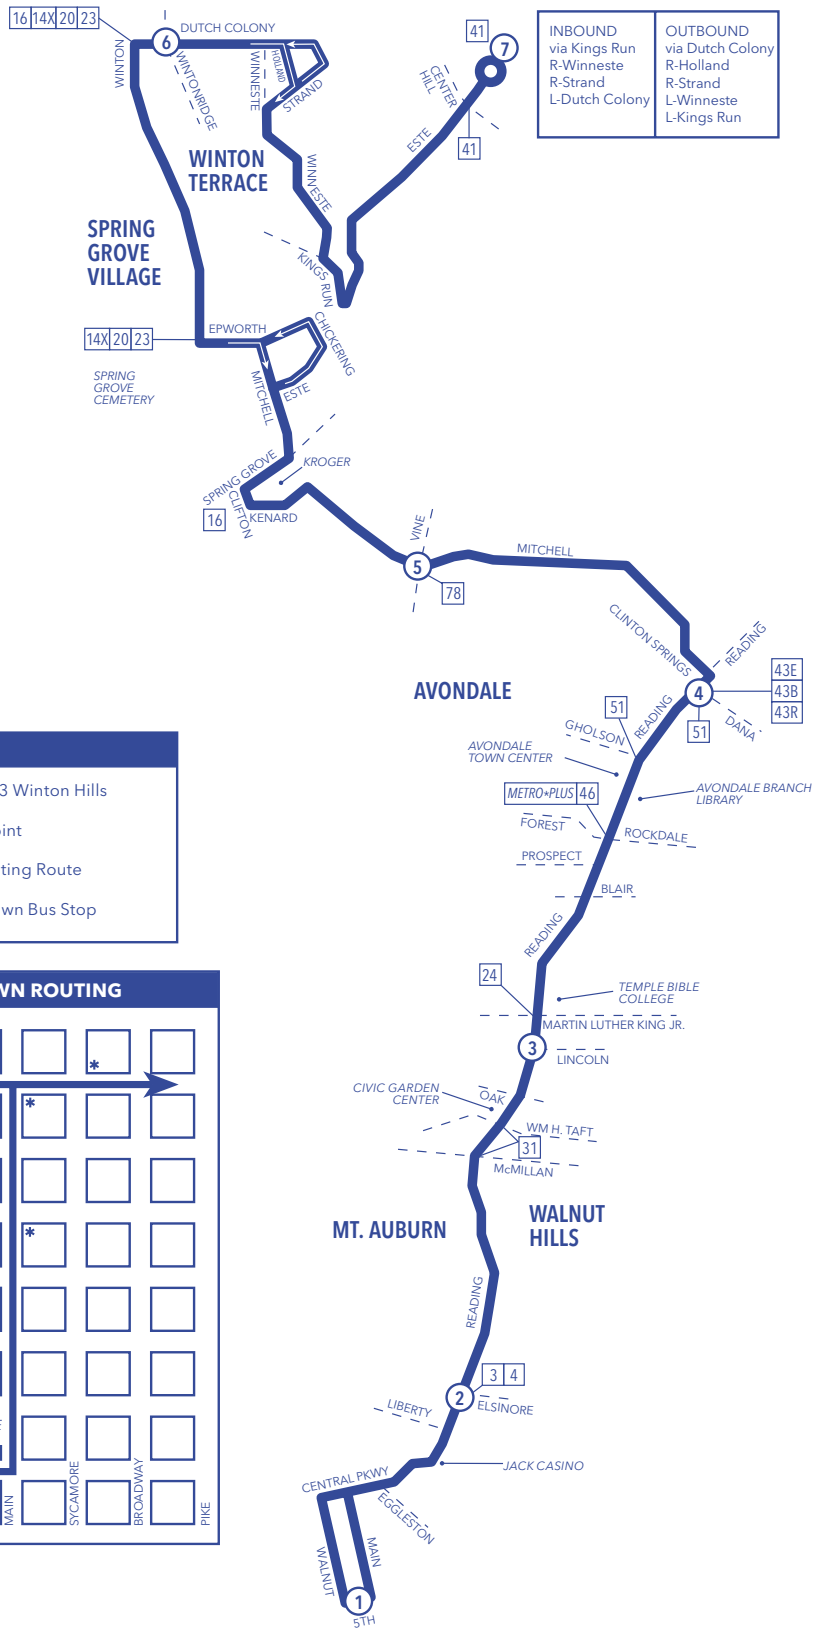 16 14X 20 23
6
DUTCH COLONY
WINTON
WINTONRIDGE
WINNESTE
HOLLAND
STRAND
41
7
CENTER
HILL
ESTE
41
INBOUND
via Kings Run
R-Winneste
R-Strand
L-Dutch Colony
OUTBOUND
via Dutch Colony
R-Holland
R-Strand
L-Winneste
L-Kings Run
WINTON
TERRACE
WINNESTE
SPRING
GROVE
VILLAGE
KINGS RUN
14X 20 23
EPWORTH
CHICKERING
SPRING
GROVE
CEMETERY
MITCHELL
ESTE
SPRING GROVE
KROGER
16
CLIFTON
KENARD
VINE
5
78
MITCHELL
CLINTON SPRINGS
READING
43E
43B
43R
4
51
DANA
AVONDALE
51
READING
GHOLSON
AVONDALE
TOWN CENTER
METRO★PLUS 46
AVONDALE BRANCH
LIBRARY
FOREST
ROCKDALE
PROSPECT
BLAIR
READING
3 Winton Hills
oint
ting Route
wn Bus Stop
24
TEMPLE BIBLE
COLLEGE
MARTIN LUTHER KING JR.
3
LINCOLN
CIVIC GARDEN
CENTER
OAK
WM H. TAFT
31
McMILLAN
MT. AUBURN
WALNUT
HILLS
READING
3 4
2
ELSINORE
LIBERTY
JACK CASINO
CENTRAL PKWY
EGGLESTON
WALNUT
MAIN
1
5TH
WN ROUTING
*
*
*
MAIN
SYCAMORE
BROADWAY
PIKE